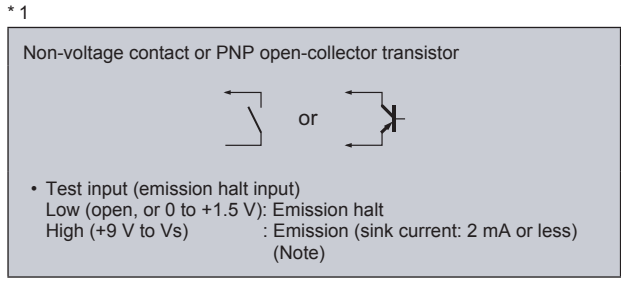 * 1
Non-voltage contact or PNP open-collector transistor
or
• Test input (emission halt input)
Low (open, or 0 to +1.5 V): Emission halt
High (+9 V to Vs) : Emission (sink current: 2 mA or less)
(Note)